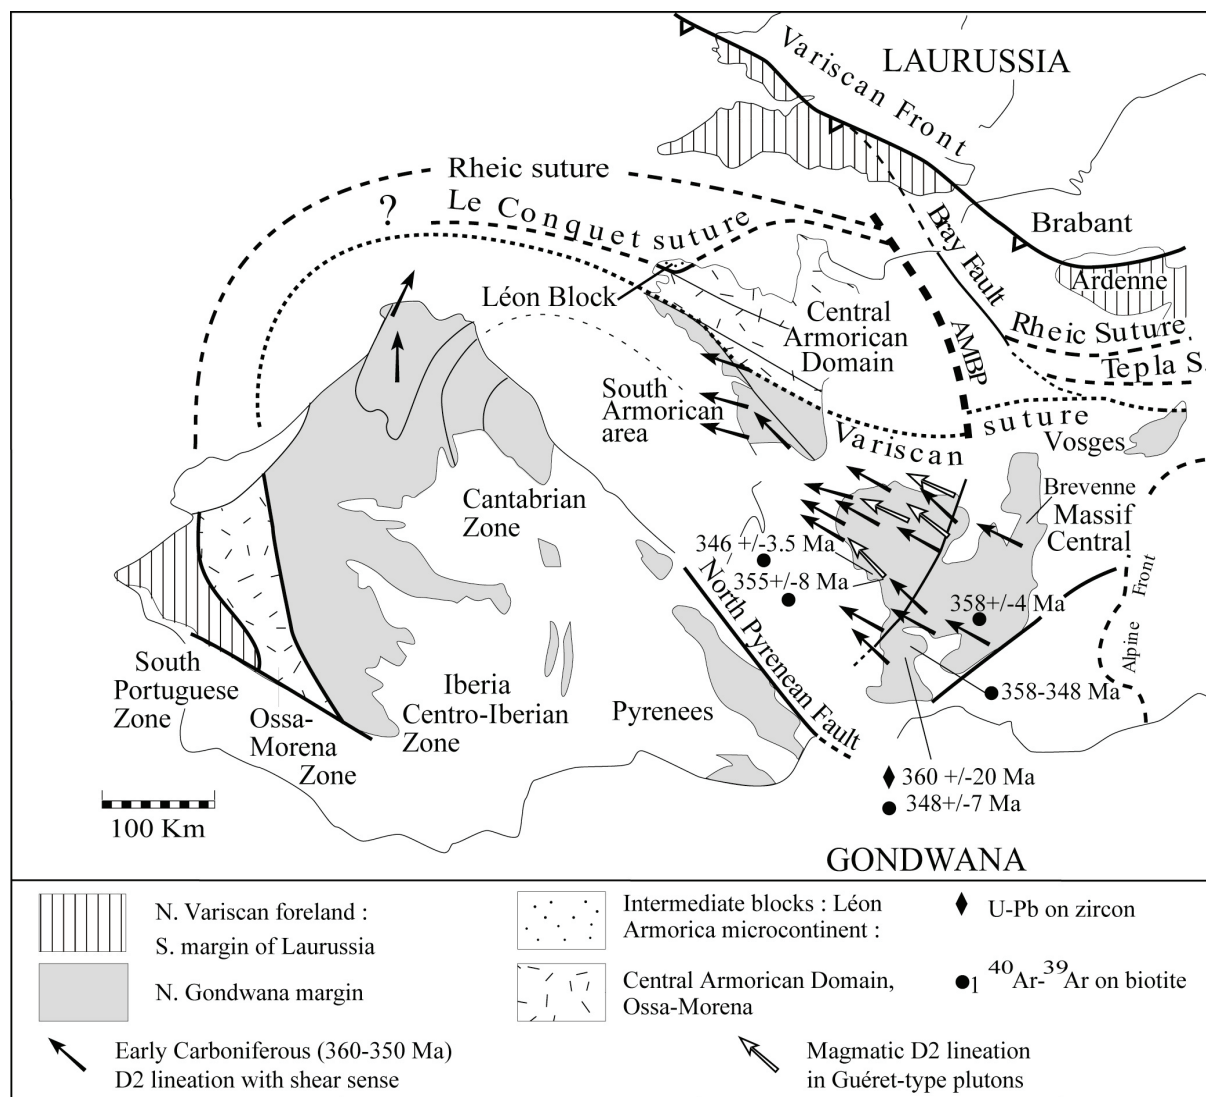 LAURUSSIA
Variscan Front
Rheic suture
?
Le Conquet suture
Bray Fault
Brabant
Ardenne
Léon Block
Central
Armorican
Domain
AMBP
Rheic Suture
Tepla S.
South
Armorican
area
Variscan suture
Vosges
Cantabrian
Zone
Brevenne
Massif
Central
346 +/-3.5 Ma
355+/-8 Ma
358+/-4 Ma
North Pyrenean Fault
Alpine Front
South
Portuguese
Zone
Ossa-
Morena
Zone
Iberia
Centro-Iberian
Zone
Pyrenees
358-348 Ma
360 +/-20 Ma
348+/-7 Ma
100 Km
GONDWANA
N. Variscan foreland :
S. margin of Laurussia
N. Gondwana margin
Early Carboniferous (360-350 Ma)
D2 lineation with shear sense
Intermediate blocks : Léon
Armorica microcontinent :
Central Armorican Domain,
Ossa-Morena
Magmatic D2 lineation
in Guéret-type plutons
U-Pb on zircon
1 40Ar-39Ar on biotite